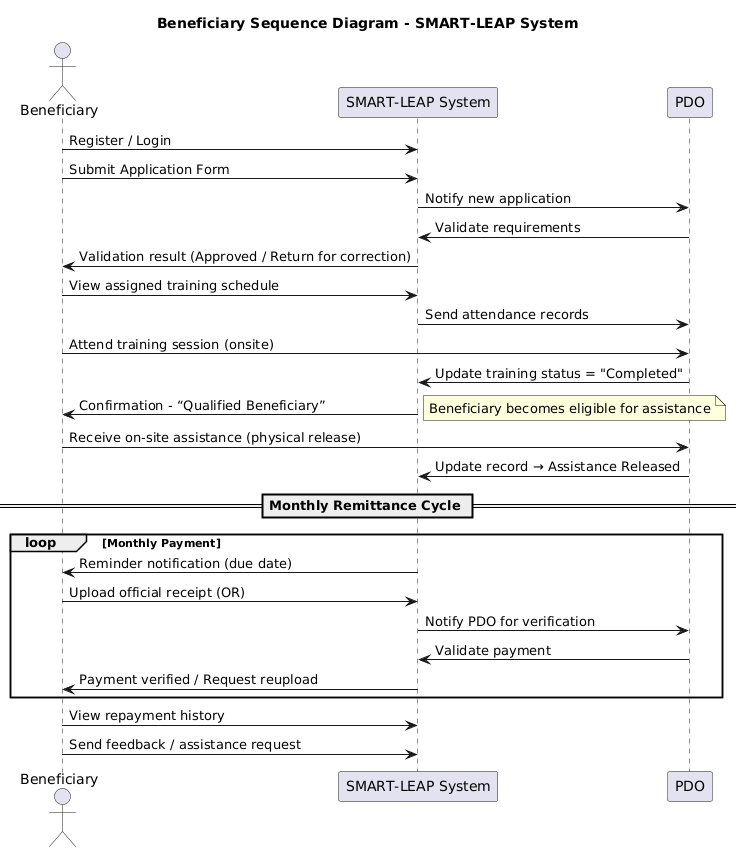 Beneficiary Sequence Diagram - SMART-LEAP System
Beneficiary
SMART-LEAP System
PDO
Register / Login
Submit Application Form
Notify new application
Validate requirements
Validation result (Approved / Return for correction)
View assigned training schedule
Send attendance records
Attend training session (onsite)
Update training status = "Completed"
Confirmation - “Qualified Beneficiary”
Beneficiary becomes eligible for assistance
Receive on-site assistance (physical release)
Update record → Assistance Released
Monthly Remittance Cycle
loop
[Monthly Payment]
Reminder notification (due date)
Upload official receipt (OR)
Notify PDO for verification
Validate payment
Payment verified / Request reupload
View repayment history
Send feedback / assistance request
Beneficiary
SMART-LEAP System
PDO